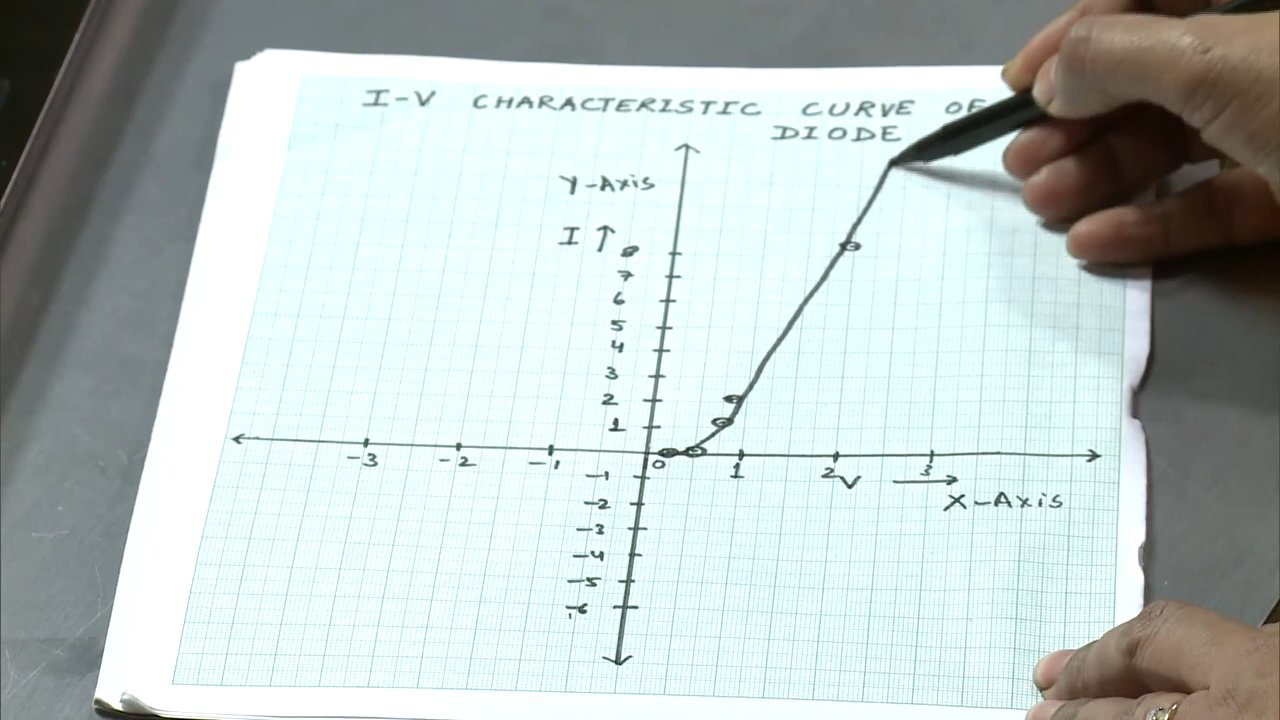 I-V CHARACTERISTIC CURVE OF
DIODE
Y-Axis
I ↑
8
7
6
5
4
3
2
1
-3 -2 -1 0 1 2 3
V →
X-Axis
-1
-2
-3
-4
-5
-6